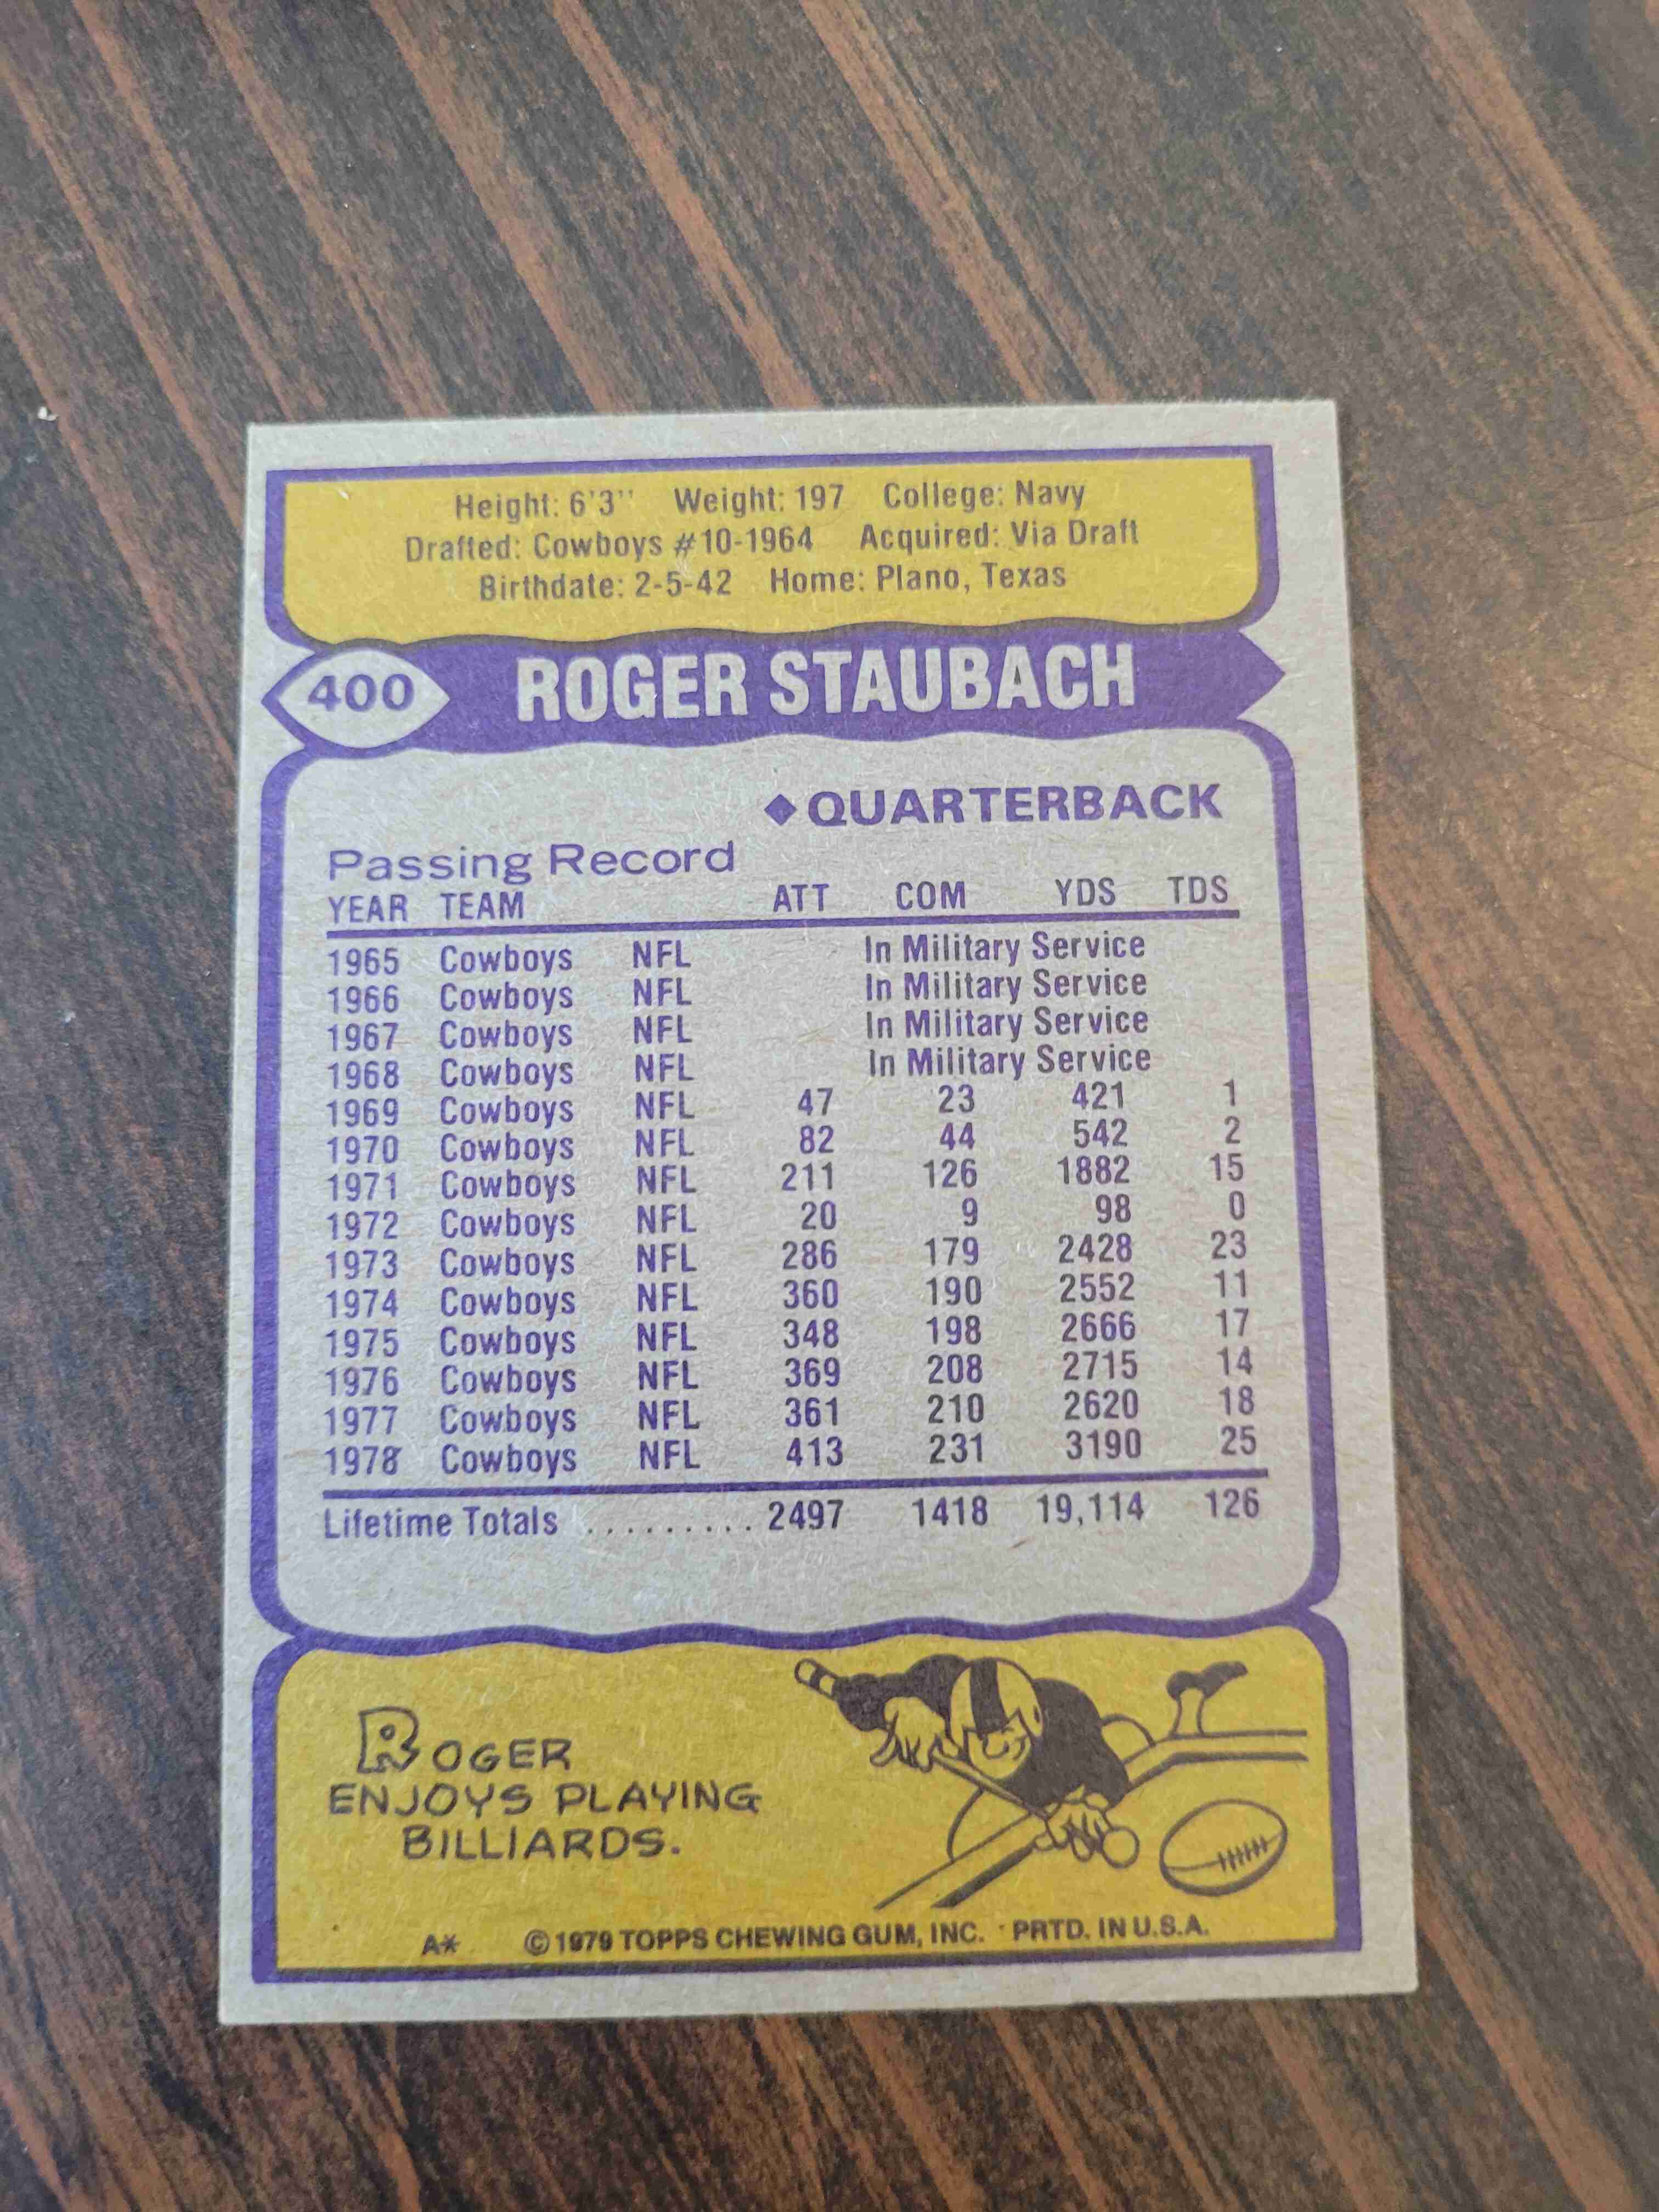 Height: 6'3'' Weight: 197 College: Navy
Drafted: Cowboys #10-1964 Acquired: Via Draft
Birthdate: 2-5-42 Home: Plano, Texas
400 ROGER STAUBACH
◆QUARTERBACK
Passing Record
YEAR TEAM ATT COM YDS TDS
1965 Cowboys NFL In Military Service
1966 Cowboys NFL In Military Service
1967 Cowboys NFL In Military Service
1968 Cowboys NFL In Military Service
1969 Cowboys NFL 47 23 421 1
1970 Cowboys NFL 82 44 542 2
1971 Cowboys NFL 211 126 1882 15
1972 Cowboys NFL 20 9 98 0
1973 Cowboys NFL 286 179 2428 23
1974 Cowboys NFL 360 190 2552 11
1975 Cowboys NFL 348 198 2666 17
1976 Cowboys NFL 369 208 2715 14
1977 Cowboys NFL 361 210 2620 18
1978 Cowboys NFL 413 231 3190 25
Lifetime Totals .......... 2497 1418 19,114 126
ROGER
ENJOYS PLAYING
BILLIARDS.
A* ©1979 TOPPS CHEWING GUM, INC. · PRTD. IN U.S.A.